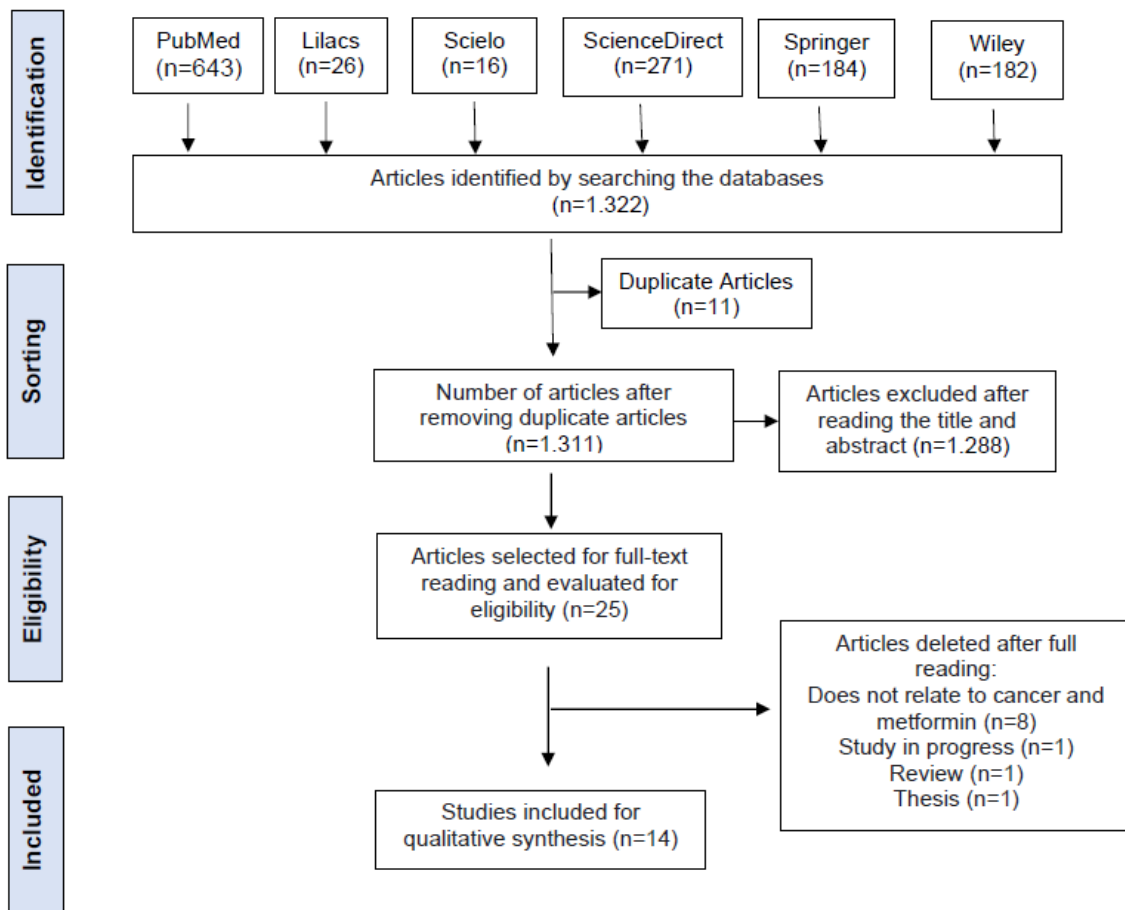 Identification
PubMed
(n=643)
Lilacs
(n=26)
Scielo
(n=16)
ScienceDirect
(n=271)
Springer
(n=184)
Wiley
(n=182)
Articles identified by searching the databases
(n=1.322)
Sorting
Duplicate Articles
(n=11)
Number of articles after
removing duplicate articles
(n=1.311)
Articles excluded after
reading the title and
abstract (n=1.288)
Eligibility
Articles selected for full-text
reading and evaluated for
eligibility (n=25)
Articles deleted after full
reading:
Does not relate to cancer and
metformin (n=8)
Study in progress (n=1)
Review (n=1)
Thesis (n=1)
Included
Studies included for
qualitative synthesis (n=14)